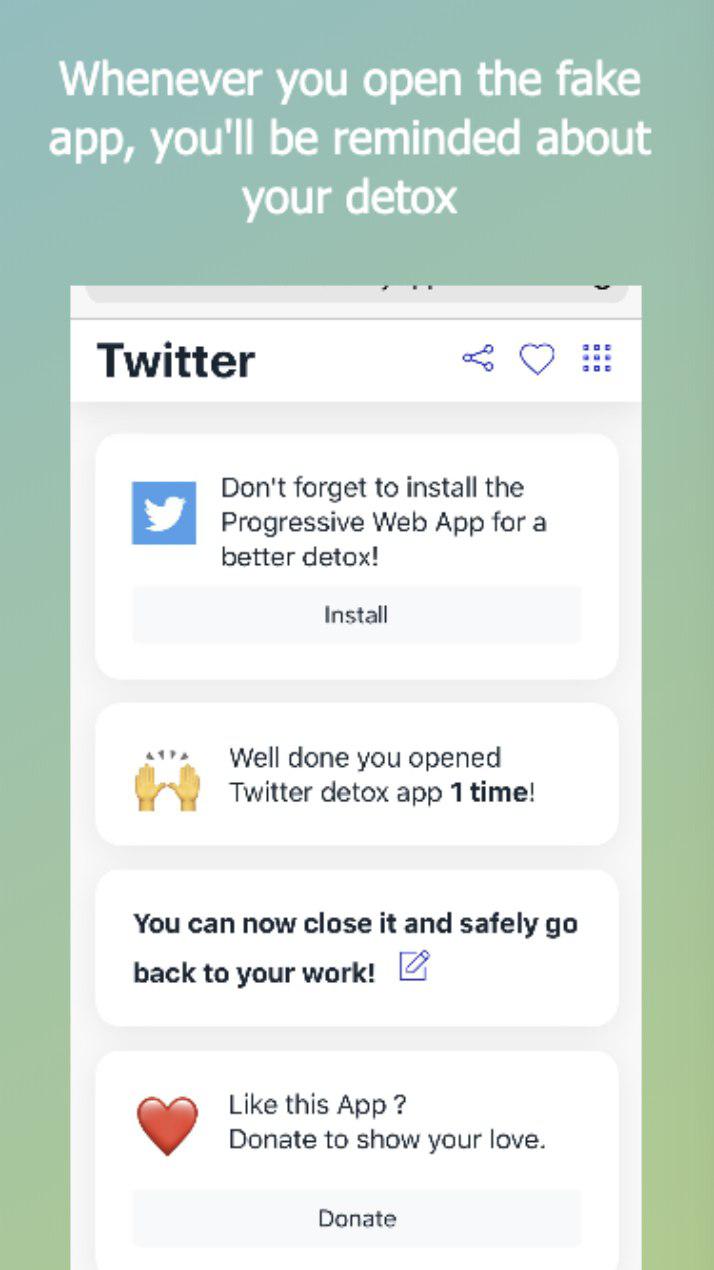 Whenever you open the fake
app, you'll be reminded about
your detox
Twitter
Don't forget to install the
Progressive Web App for a
better detox!
Install
Well done you opened
Twitter detox app 1 time!
You can now close it and safely go
back to your work!
Like this App ?
Donate to show your love.
Donate